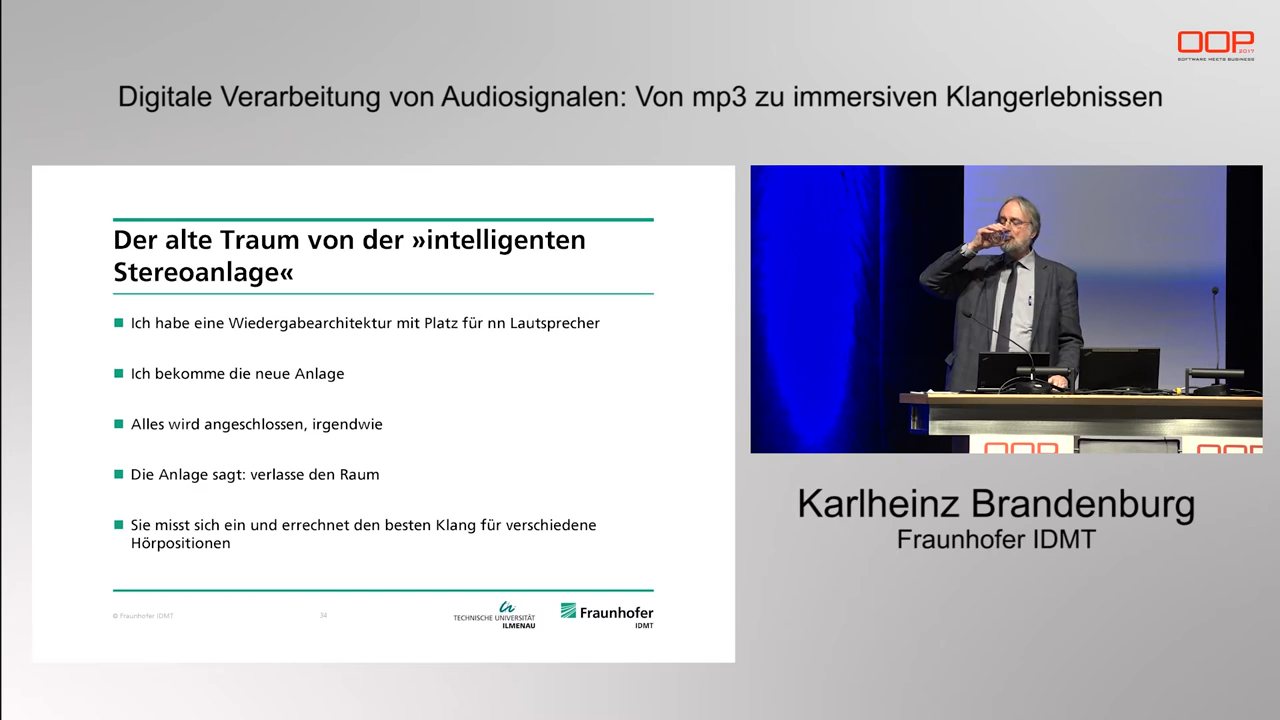 OOP
2017
SOFTWARE MEETS BUSINESS
Digitale Verarbeitung von Audiosignalen: Von mp3 zu immersiven Klangerlebnissen
Der alte Traum von der »intelligenten
Stereoanlage«
Ich habe eine Wiedergabearchitektur mit Platz für nn Lautsprecher
Ich bekomme die neue Anlage
Alles wird angeschlossen, irgendwie
Die Anlage sagt: verlasse den Raum
Sie misst sich ein und errechnet den besten Klang für verschiedene
Hörpositionen
© Fraunhofer IDMT
34
TECHNISCHE UNIVERSITÄT
ILMENAU
Fraunhofer
IDMT
OOP
OOP
Karlheinz Brandenburg
Fraunhofer IDMT